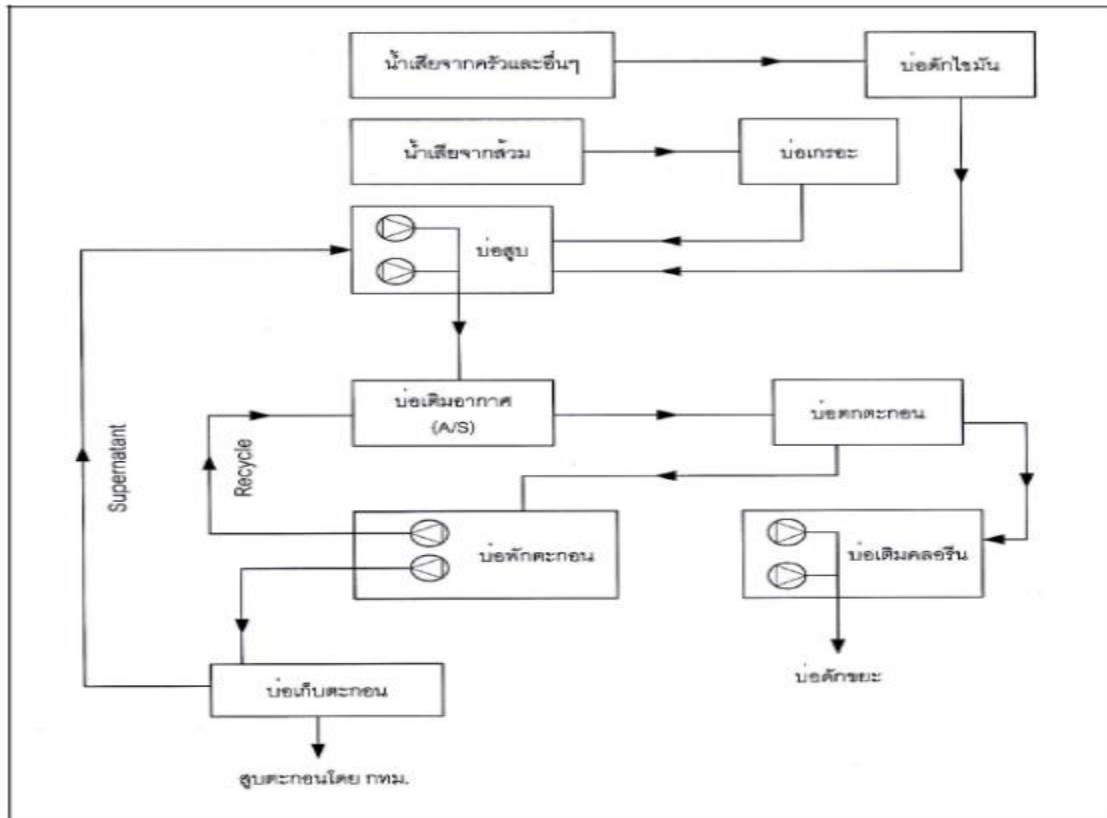 น้ำเสียจากครัวและอื่นๆ
บ่อดักไขมัน
น้ำเสียจากส้วม
บ่อเกรอะ
บ่อสูบ
บ่อเติมอากาศ
(A/S)
บ่อตกตะกอน
Supernatant
Recycle
บ่อพักตะกอน
บ่อเติมคลอรีน
บ่อดักขยะ
บ่อเก็บตะกอน
สูบตะกอนโดย กทม.